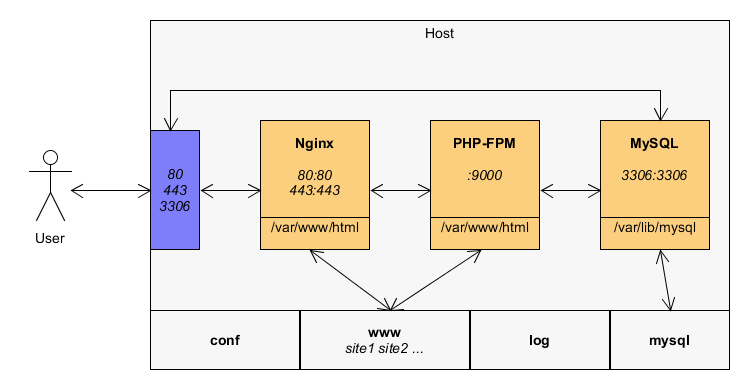 Host
80
443
3306
User
Nginx
80:80
443:443
/var/www/html
PHP-FPM
:9000
/var/www/html
MySQL
3306:3306
/var/lib/mysql
conf
www
site1 site2 ...
log
mysql